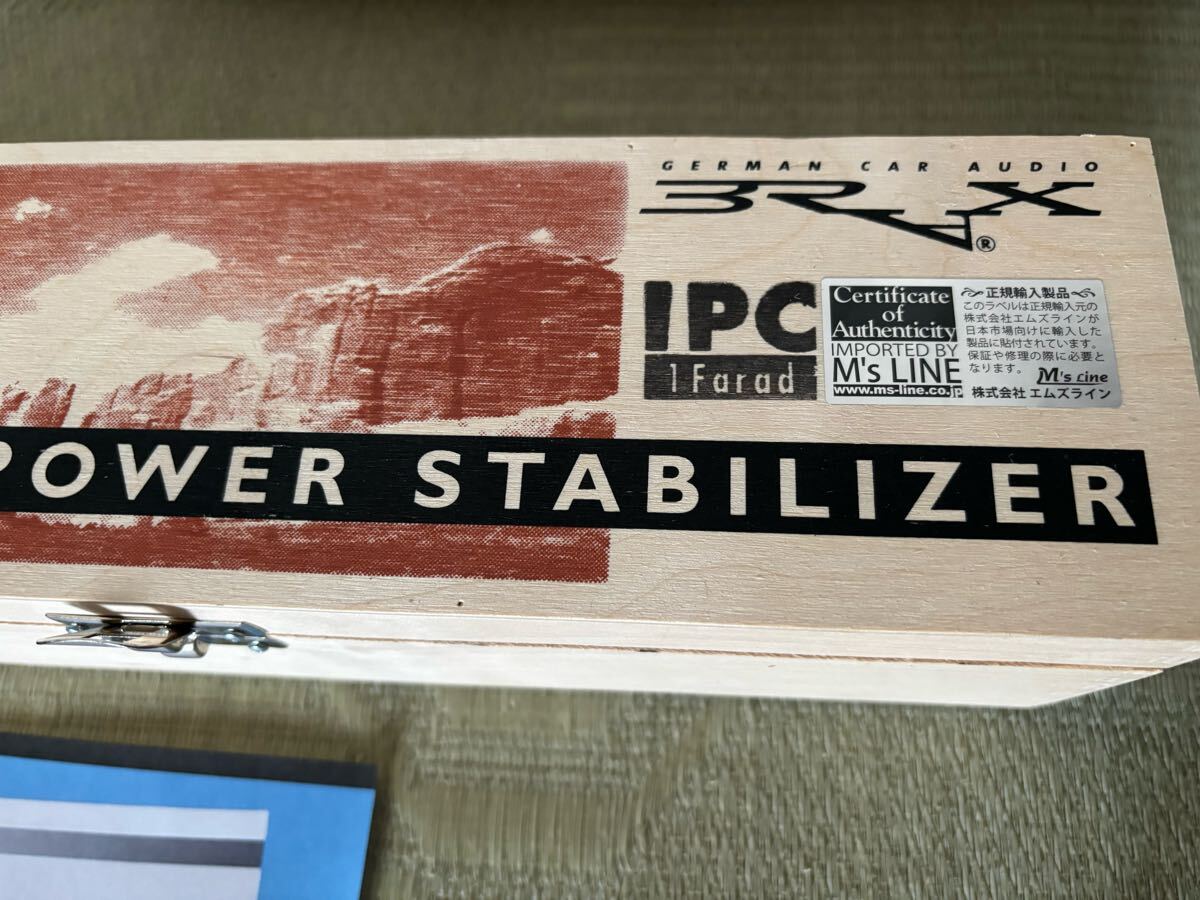 GERMAN CAR AUDIO
BRAX®
IPC
1 Farad
Certificate
of
Authenticity
IMPORTED BY
M's LINE
www.ms-line.co.jp
正規輸入製品
このラベルは正規輸入元の
株式会社エムズラインが
日本市場向けに輸入した
製品に貼付されています。
保証や修理の際に必要と
なります。 M's Line
株式会社 エムズライン
POWER STABILIZER